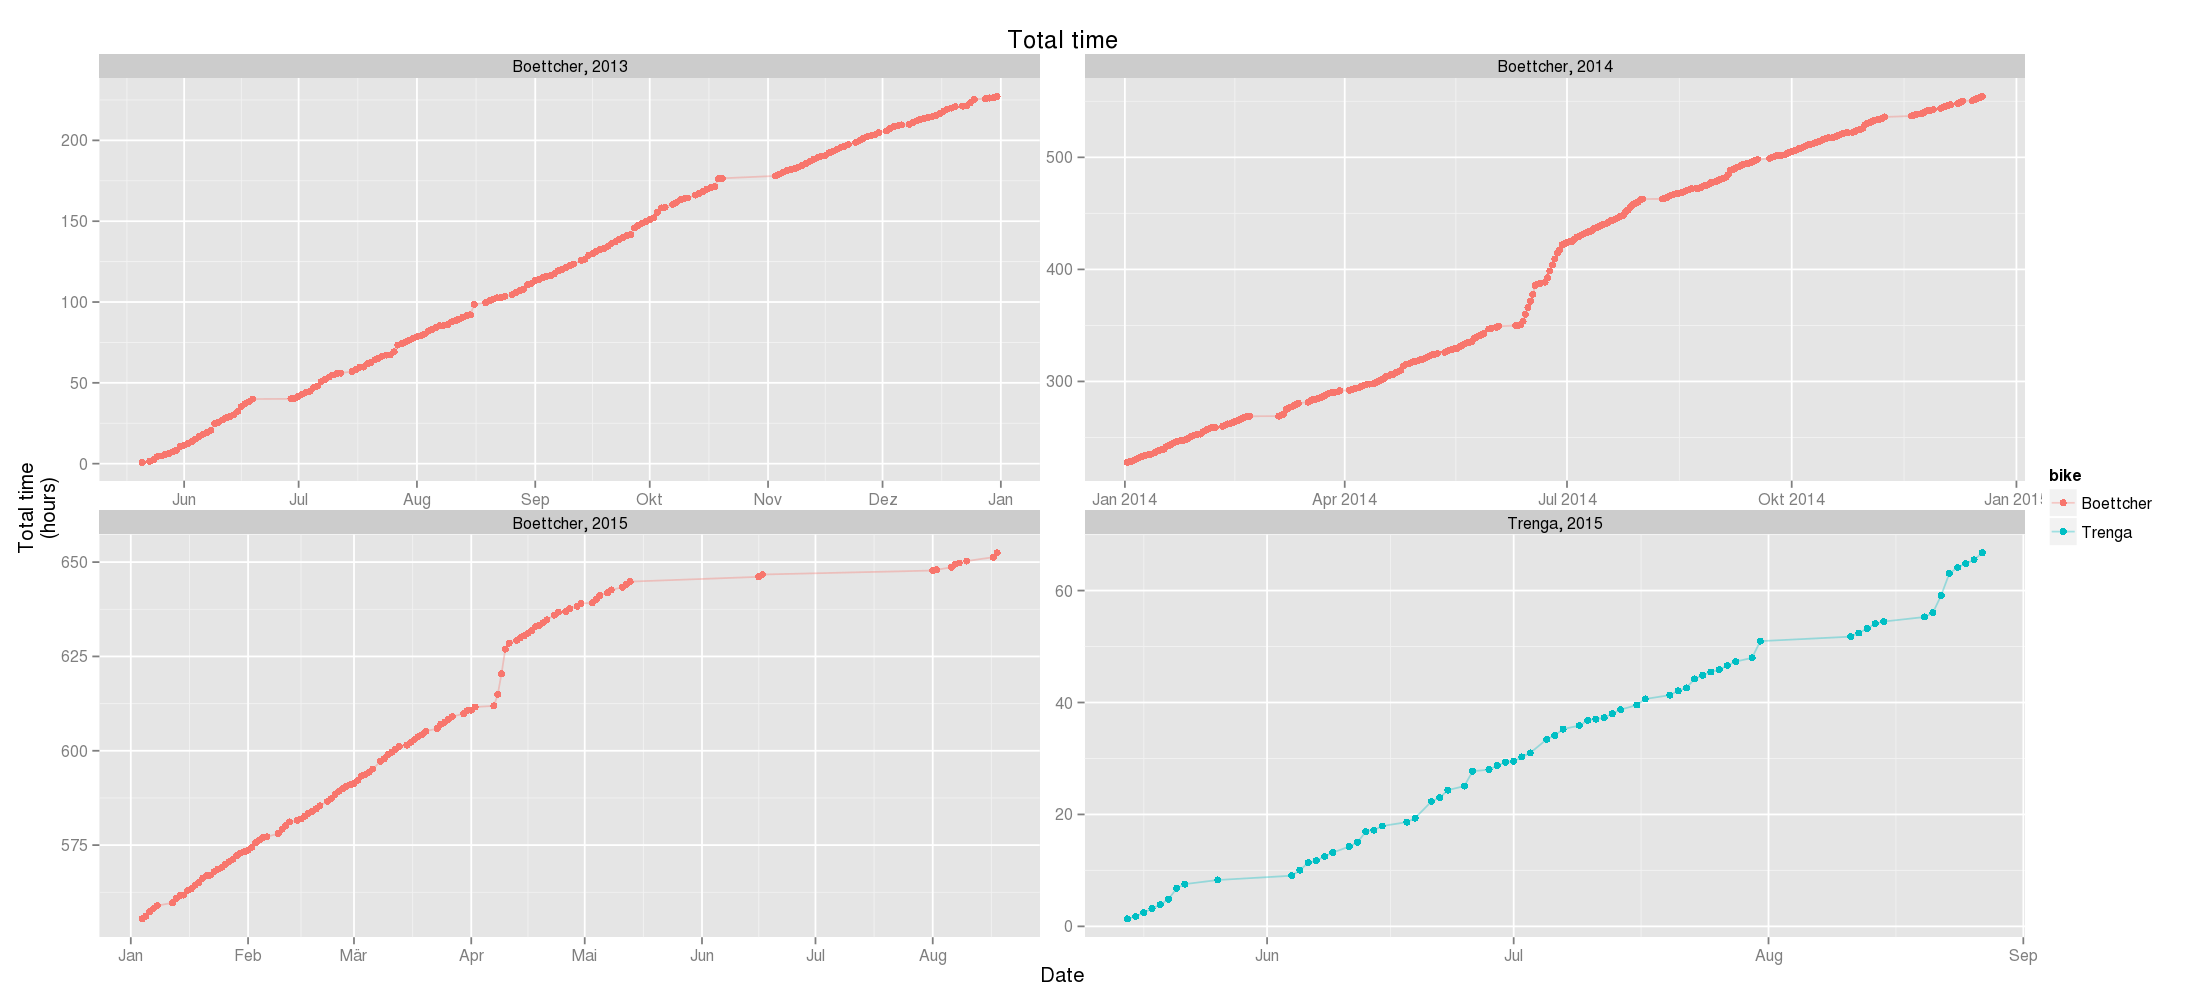 Total time
Boettcher, 2013
Boettcher, 2014
200
150
100
50
0
Jun Jul Aug Sep Okt Nov Dez Jan
500
400
300
Jan 2014 Apr 2014 Jul 2014 Okt 2014 Jan 2015
Total time
(hours)
Boettcher, 2015
Trenga, 2015
650
625
600
575
Jan Feb Mär Apr Mai Jun Jul Aug
60
40
20
0
Jun Jul Aug Sep
Date
bike
Boettcher
Trenga